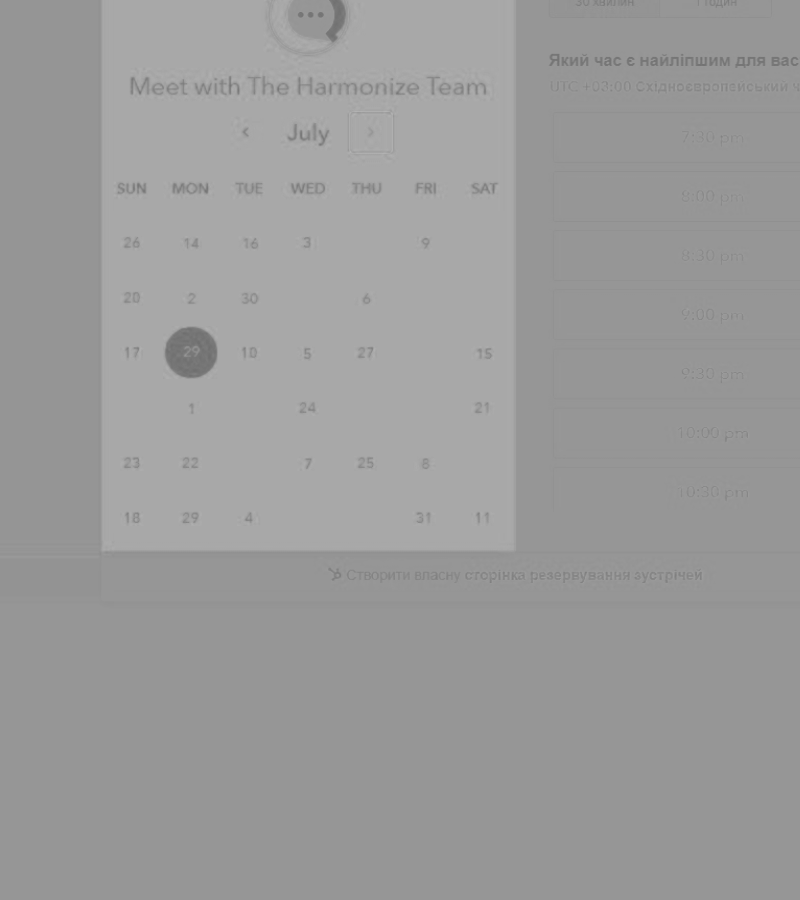 30 хвилин 1 годин
Meet with The Harmonize Team
‹ July ›
SUN MON TUE WED THU FRI SAT
26 14 16 3 9
20 2 30 6
17 29 10 5 27 15
1 24 21
23 22 7 25 8
18 29 4 31 11
Який час є найліпшим для вас
UTC +03:00 Східноєвропейський
7:30 pm
8:00 pm
8:30 pm
9:00 pm
9:30 pm
10:00 pm
10:30 pm
Створити власну сторінка резервування зустрічей